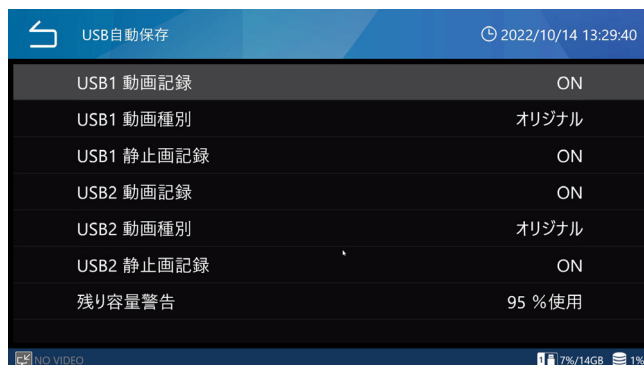 USB自動保存 2022/10/14 13:29:40
USB1 動画記録 ON
USB1 動画種別 オリジナル
USB1 静止画記録 ON
USB2 動画記録 ON
USB2 動画種別 オリジナル
USB2 静止画記録 ON
残り容量警告 95 %使用
NO VIDEO 1 7%/14GB 1%